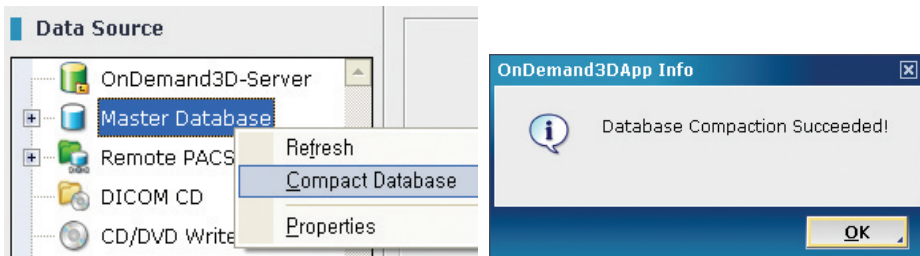 Data Source
OnDemand3D-Server
Master Database
Remote PACS
DICOM CD
CD/DVD Write
Refresh
Compact Database
Properties
OnDemand3DApp Info
Database Compaction Succeeded!
OK